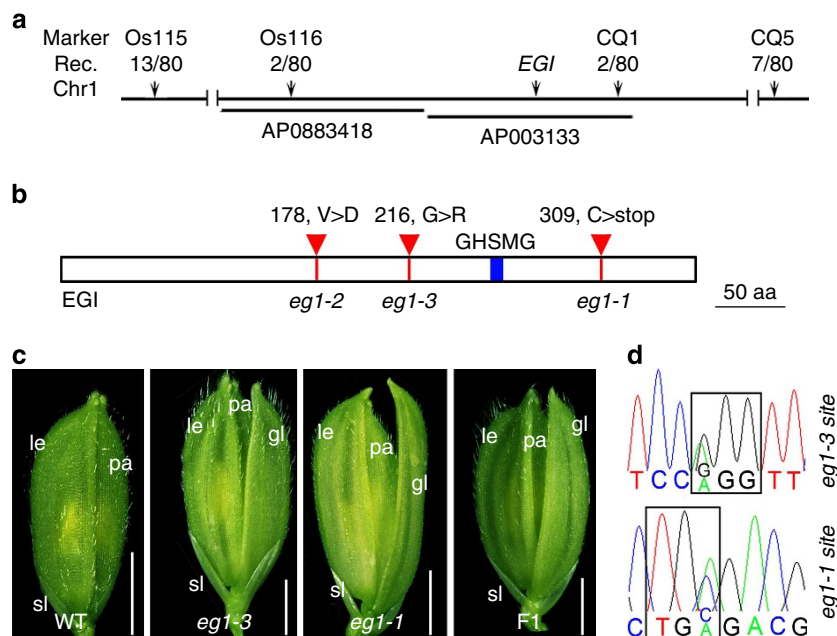 a
Marker Os115 Os116 CQ1 CQ5
Rec. 13/80 2/80 EGI 2/80 7/80
Chr1
AP0883418
AP003133
b
178, V>D 216, G>R 309, C>stop
GHSMG
EGI eg1-2 eg1-3 eg1-1 50 aa
c
le pa sl WT
le pa gl sl eg1-3
le pa gl sl eg1-1
le pa gl sl F1
d
TCCGGGTT
A
eg1-3 site
CTGCGACG
A
eg1-1 site